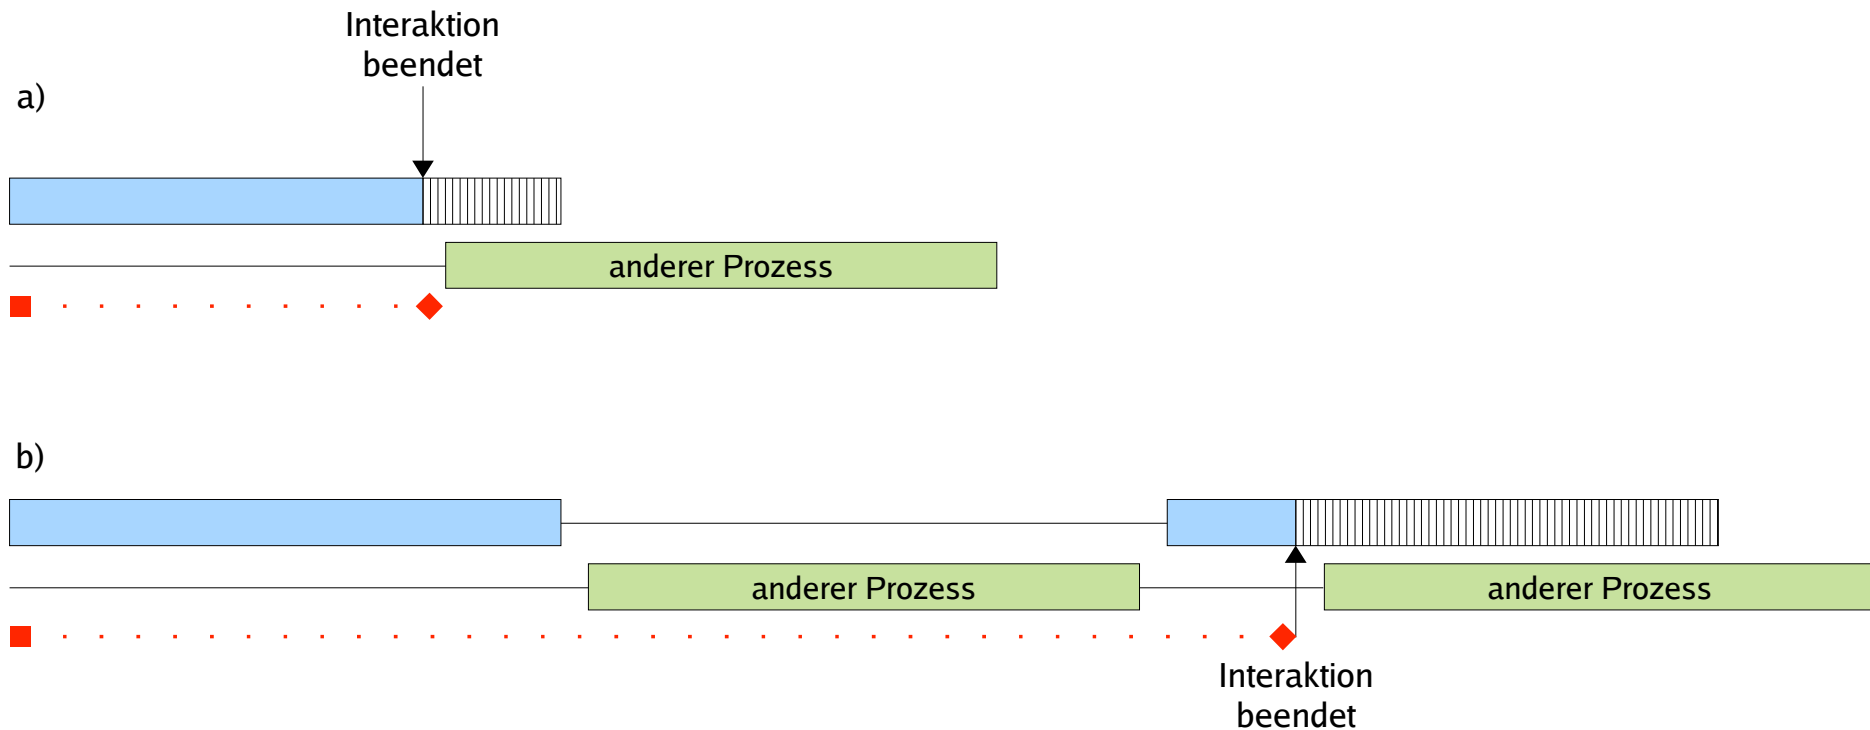 Interaktion
beendet
a)
anderer Prozess
b)
anderer Prozess
anderer Prozess
Interaktion
beendet